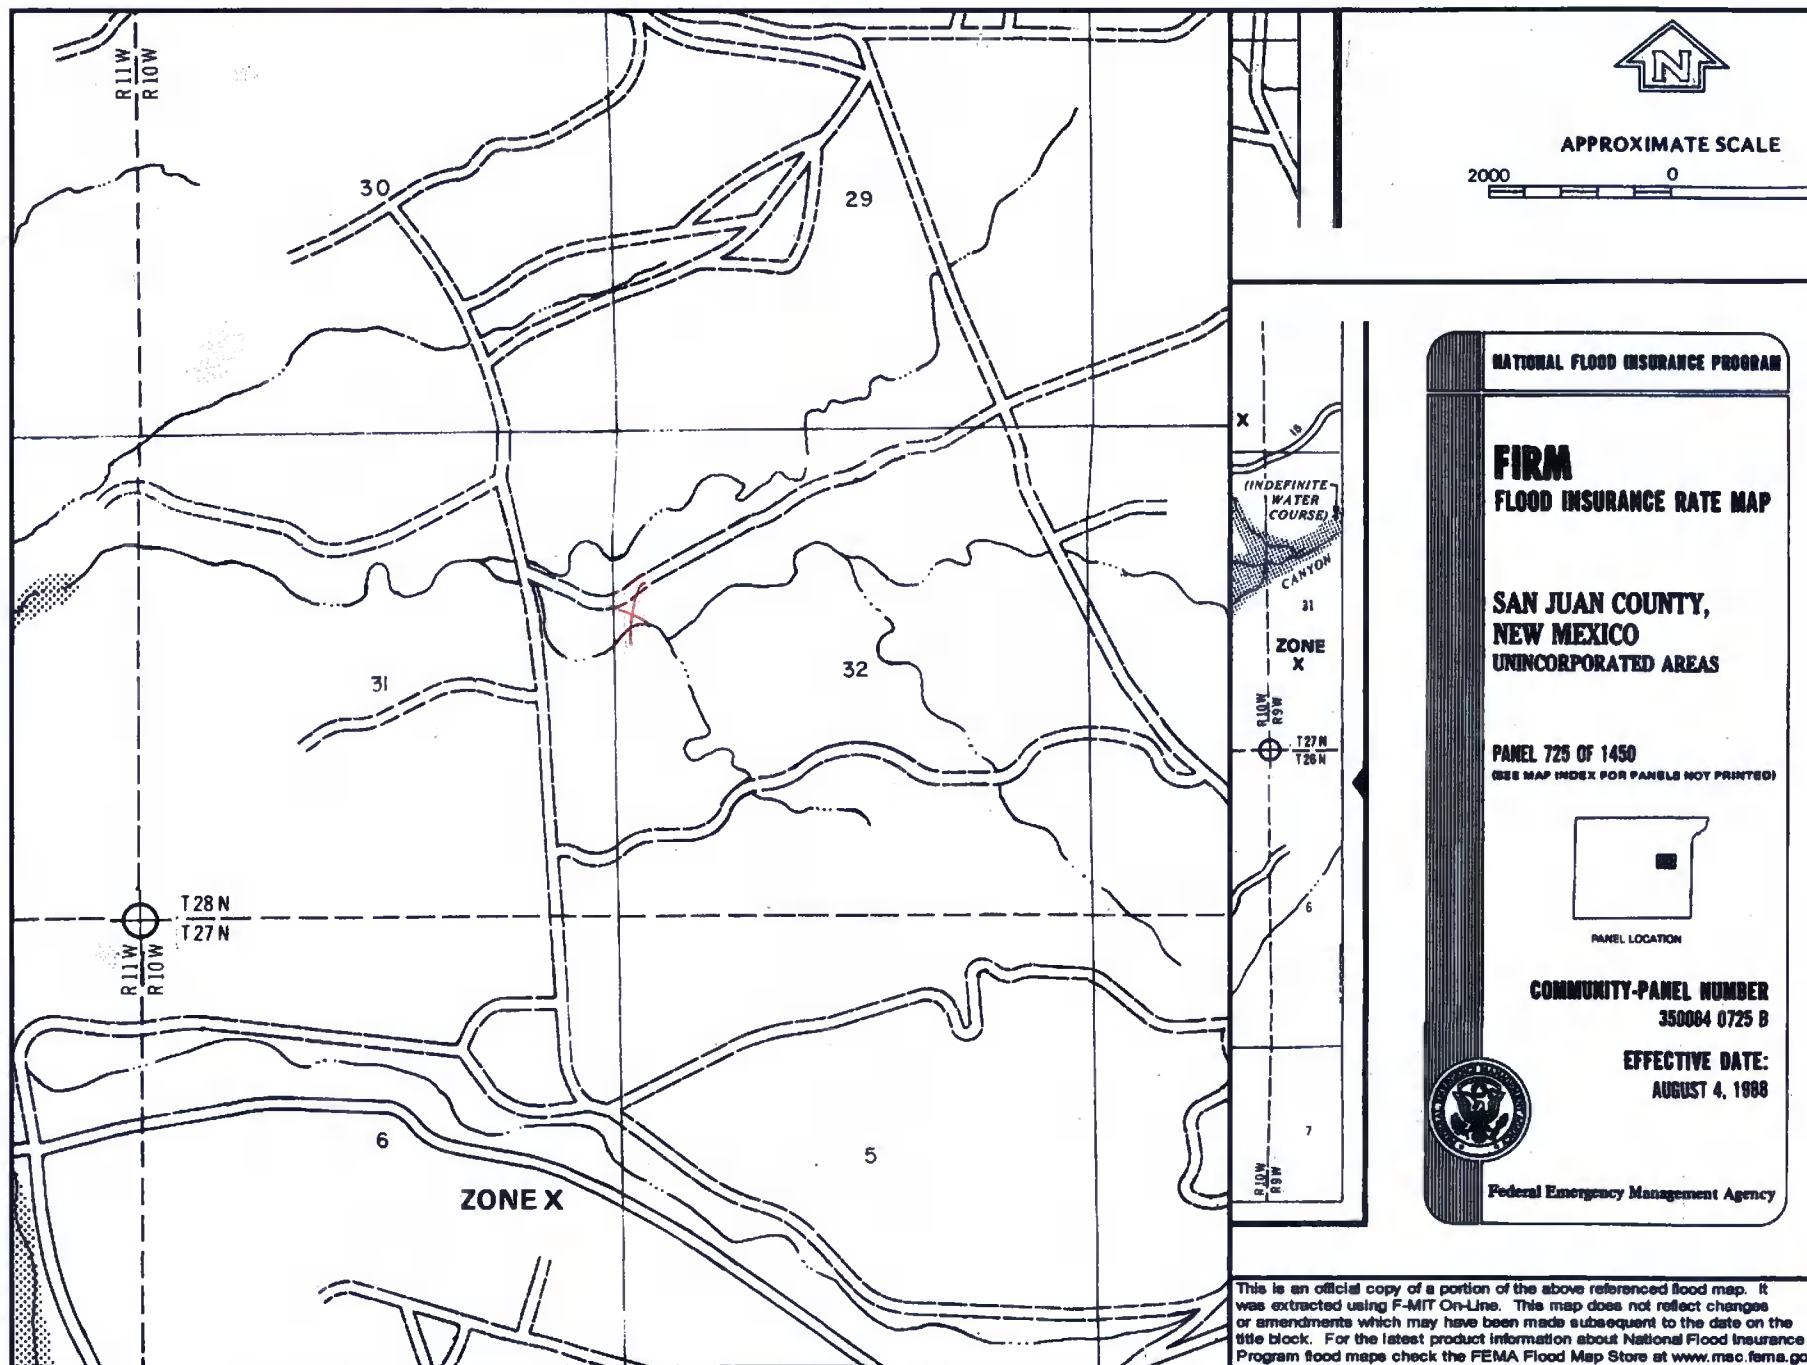 R11W
R10W
30
29
31
32
T28N
T27N
R11W
R10W
6
5
ZONE X
X
18
(INDEFINITE
WATER
COURSE)
CANYON
31
ZONE
X
R10W
R9W
T27N
T26N
6
7
R10W
R9W
N
APPROXIMATE SCALE
2000 0
NATIONAL FLOOD INSURANCE PROGRAM
FIRM
FLOOD INSURANCE RATE MAP
SAN JUAN COUNTY,
NEW MEXICO
UNINCORPORATED AREAS
PANEL 725 OF 1450
(SEE MAP INDEX FOR PANELS NOT PRINTED)
PANEL LOCATION
COMMUNITY-PANEL NUMBER
350064 0725 B
EFFECTIVE DATE:
AUGUST 4, 1988
Federal Emergency Management Agency
This is an official copy of a portion of the above referenced flood map. It
was extracted using F-MIT On-Line. This map does not reflect changes
or amendments which may have been made subsequent to the date on the
title block. For the latest product information about National Flood Insurance
Program flood maps check the FEMA Flood Map Store at www.msc.fema.go